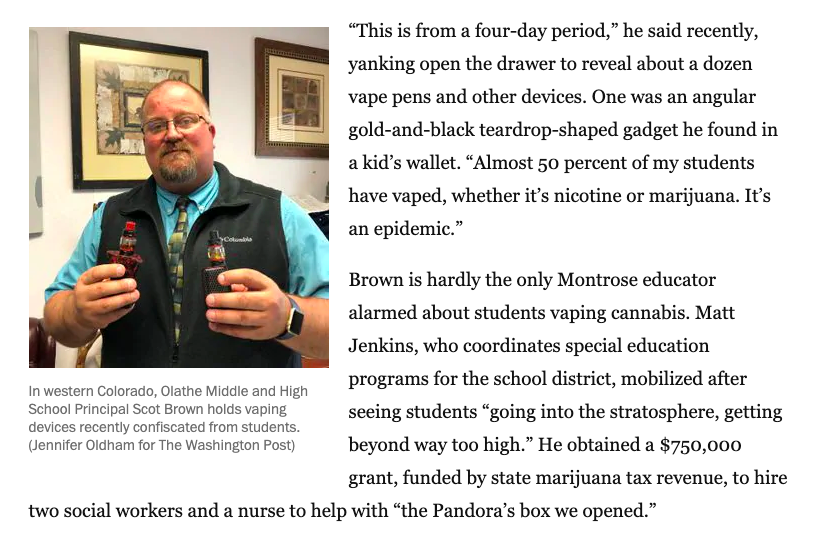 “This is from a four-day period,” he said recently,
yanking open the drawer to reveal about a dozen
vape pens and other devices. One was an angular
gold-and-black teardrop-shaped gadget he found in
a kid’s wallet. “Almost 50 percent of my students
have vaped, whether it’s nicotine or marijuana. It’s
an epidemic.”
Columbia
In western Colorado, Olathe Middle and High
School Principal Scot Brown holds vaping
devices recently confiscated from students.
(Jennifer Oldham for The Washington Post)
Brown is hardly the only Montrose educator
alarmed about students vaping cannabis. Matt
Jenkins, who coordinates special education
programs for the school district, mobilized after
seeing students “going into the stratosphere, getting
beyond way too high.” He obtained a $750,000
grant, funded by state marijuana tax revenue, to hire
two social workers and a nurse to help with “the Pandora’s box we opened.”